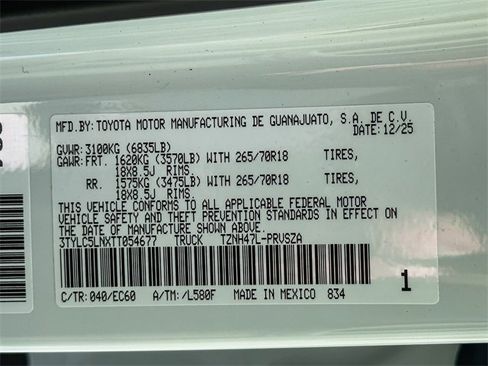 MFD.BY: TOYOTA MOTOR MANUFACTURING DE GUANAJUATO, S.A. DE C.V.
DATE: 12/25
GVWR: 3100KG (6835LB)
GAWR: FRT. 1620KG (3570LB) WITH 265/70R18 TIRES,
18X8.5J RIMS.
RR. 1575KG (3475LB) WITH 265/70R18 TIRES,
18X8.5J RIMS.
THIS VEHICLE CONFORMS TO ALL APPLICABLE FEDERAL MOTOR
VEHICLE SAFETY AND THEFT PREVENTION STANDARDS IN EFFECT
ON THE DATE OF MANUFACTURE SHOWN ABOVE.
3TYLC5LNXTT054677 TRUCK TZNH47L-PRVSZA
C/TR: 040/EC60 A/TM: /L580F MADE IN MEXICO 834
1